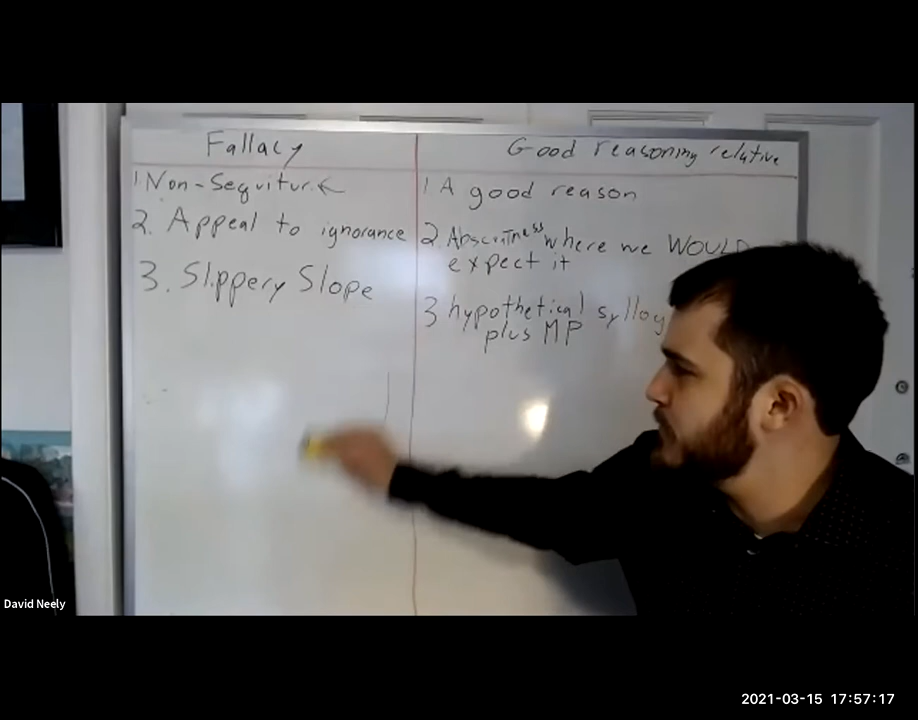 Fallacy
Good reasoning relative
1 Non-Sequitur
1 A good reason
2. Appeal to ignorance
2 where we WOULD
expect it
3. Slippery Slope
3 hypothetical syllog
plus MP
David Neely
2021-03-15 17:57:17